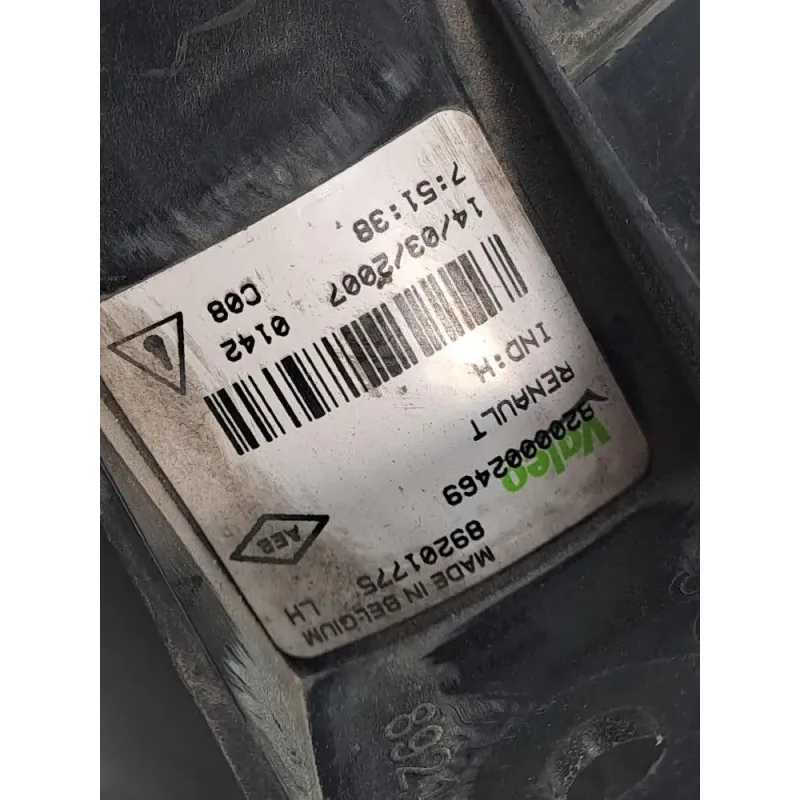 MADE IN BELGIUM
89201775 LH
Valeo
8200002469
RENAULT AEB
IND:H
14/03/2007 0142
7:51:38 C08